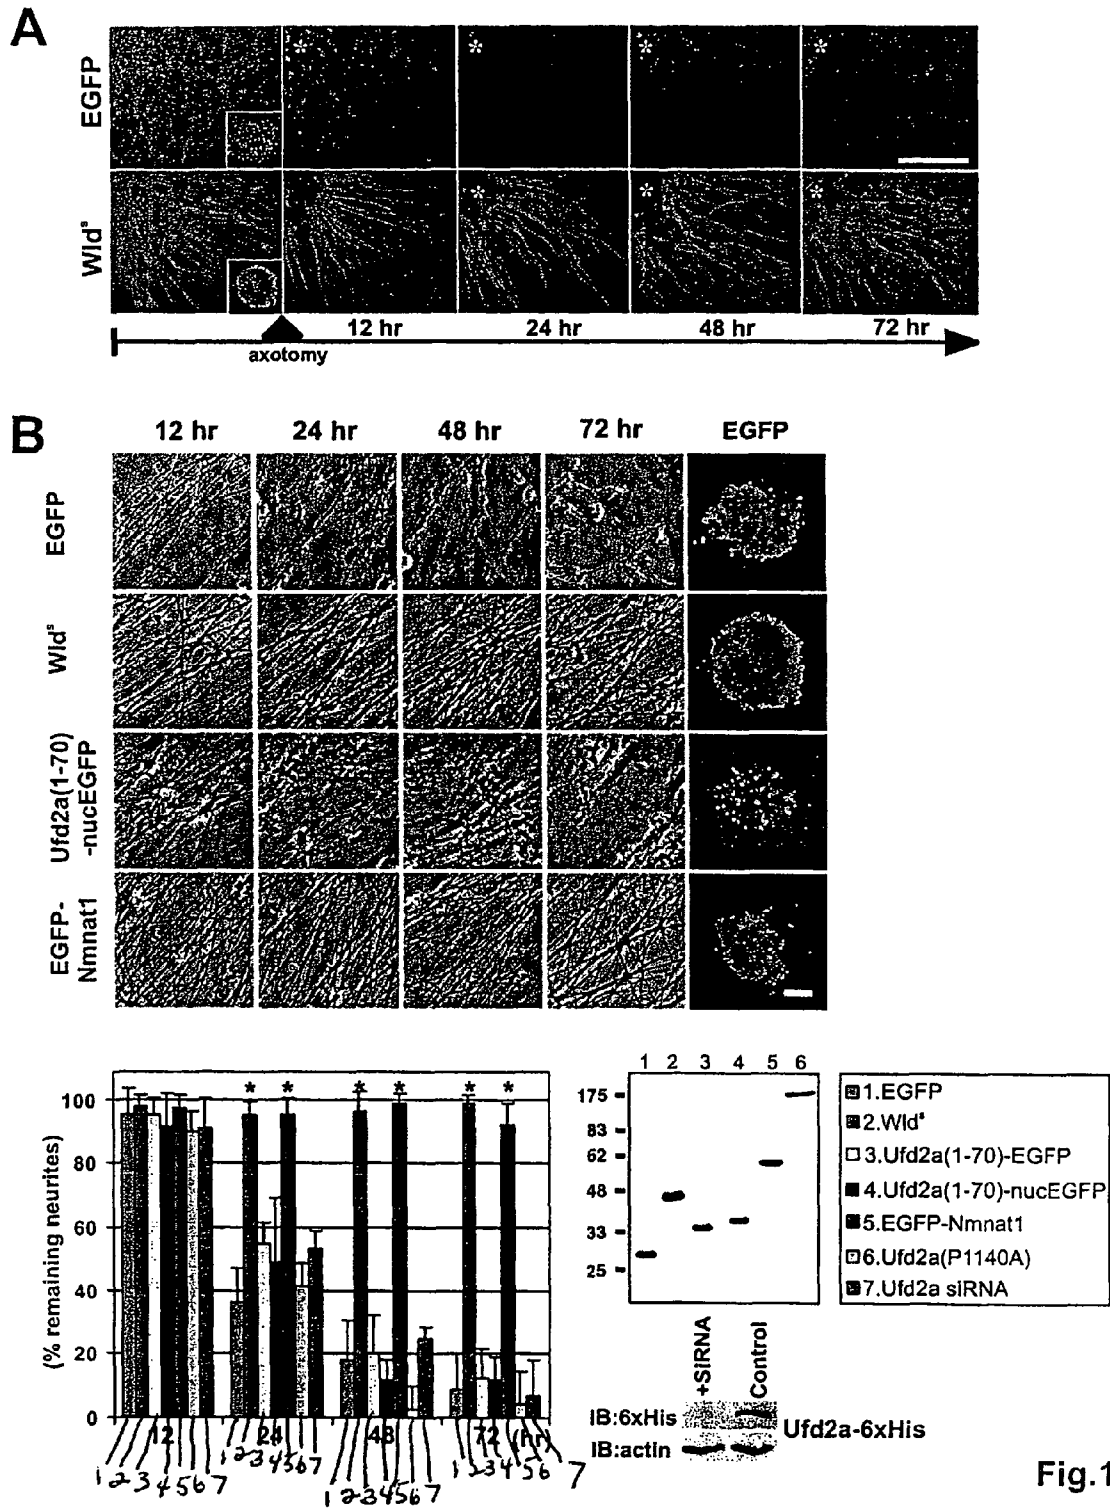 A
EGFP
Wldˢ
* * * *
* * *
12 hr 24 hr 48 hr 72 hr
axotomy
B
12 hr 24 hr 48 hr 72 hr EGFP
EGFP
Wldˢ
Ufd2a(1-70)
-nucEGFP
EGFP-
Nmnat1
(% remaining neurites)
100
80
60
40
20
0
* * * * * *
12 24 48 72 (hr)
1 2 3 4 5 6 7 1 2 3 4 5 6 7 1 2 3 4 5 6 7 1 2 3 4 5 6 7
1 2 3 4 5 6
175
83
62
48
33
25
1.EGFP
2.Wldˢ
3.Ufd2a(1-70)-EGFP
4.Ufd2a(1-70)-nucEGFP
5.EGFP-Nmnat1
6.Ufd2a(P1140A)
7.Ufd2a siRNA
+SiRNA
Control
IB:6xHis
Ufd2a-6xHis
IB:actin
Fig.1